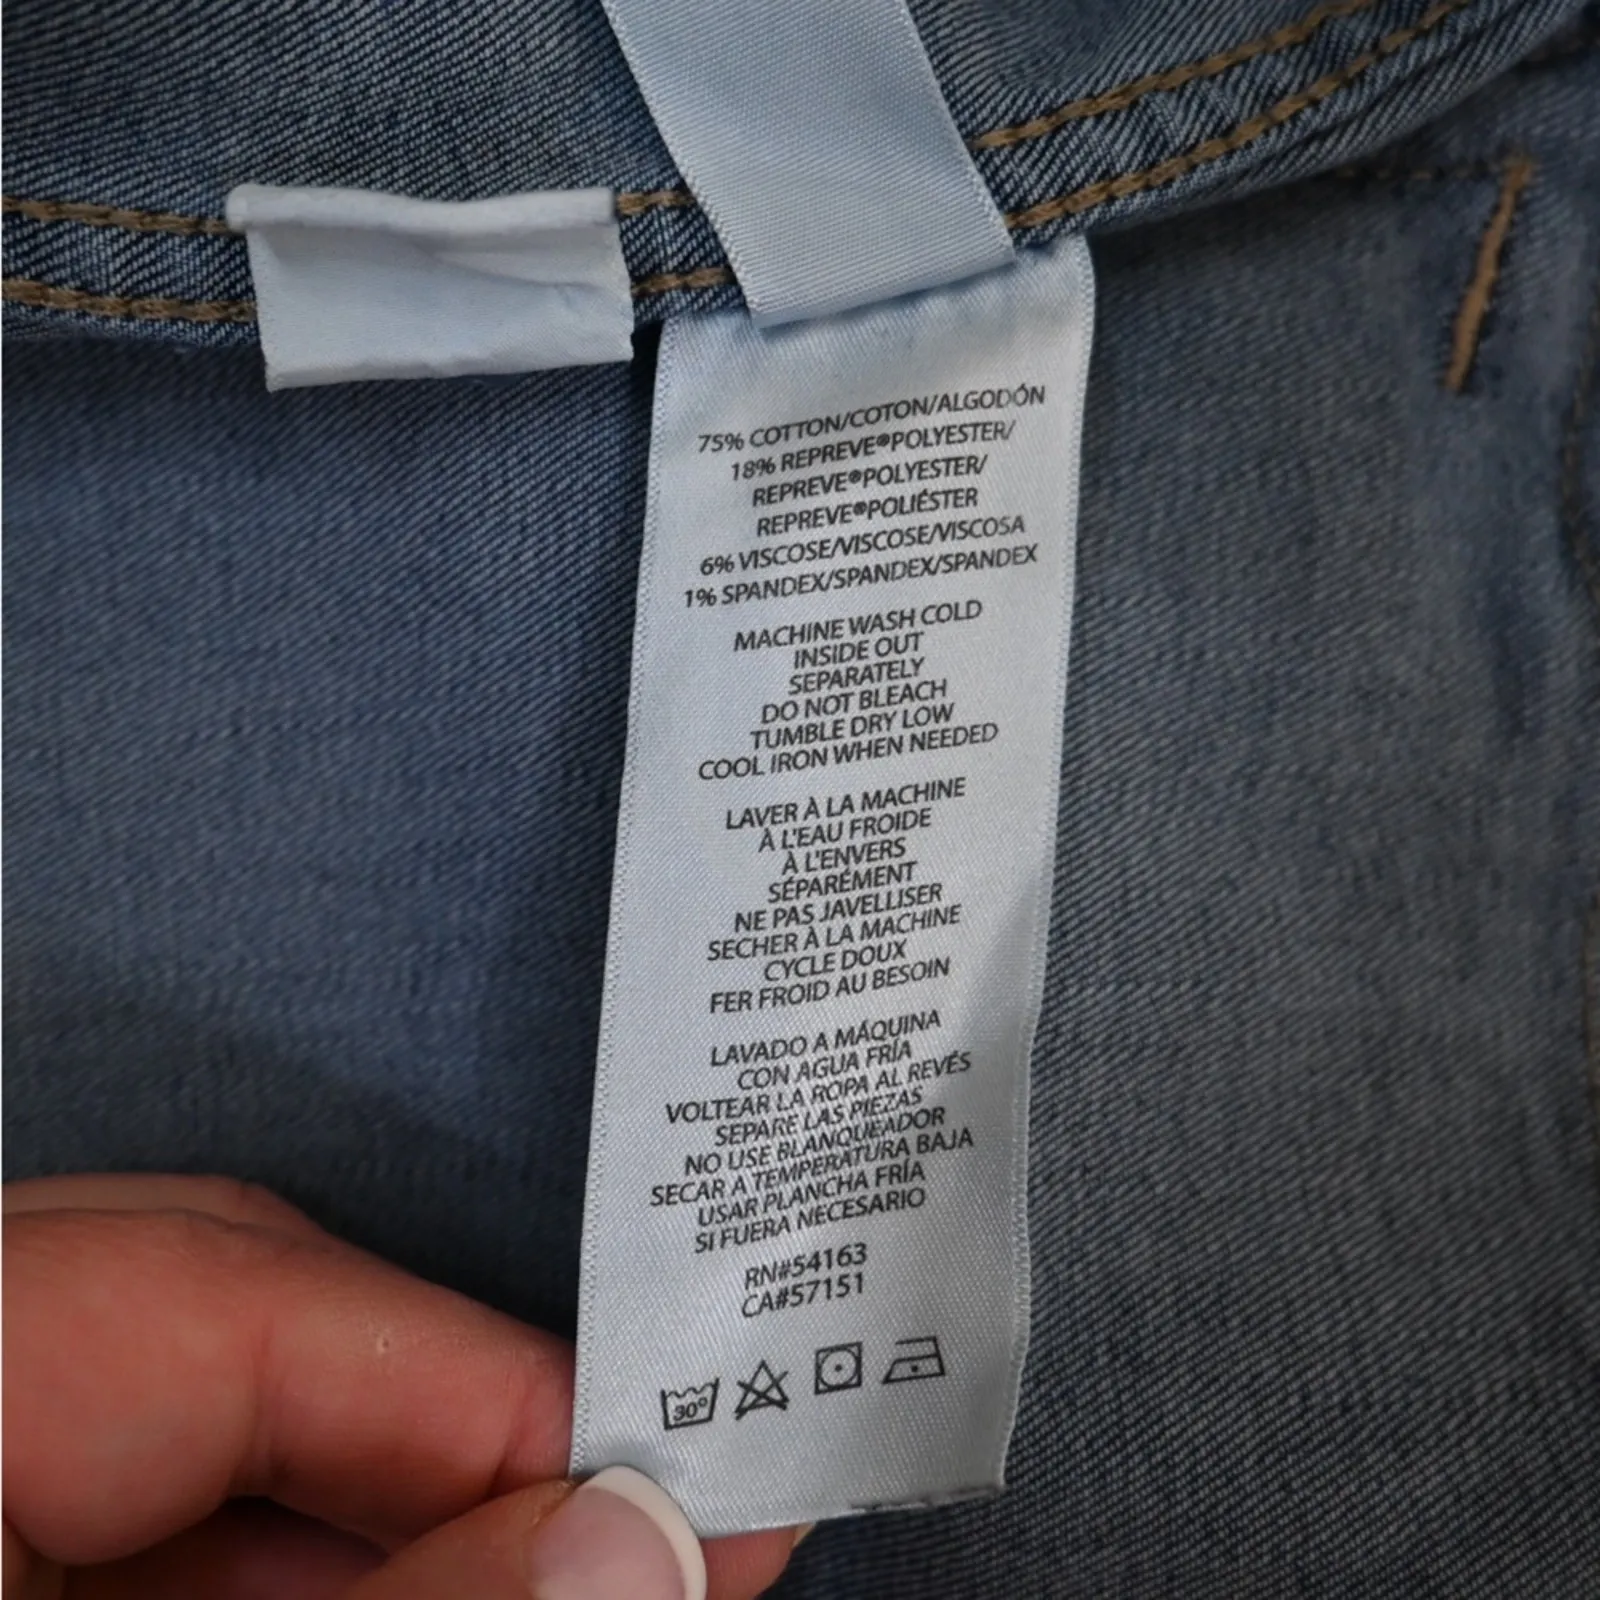 75% COTTON/COTON/ALGODÓN
18% REPREVE®POLYESTER/
REPREVE®POLYESTER/
REPREVE®POLIÉSTER
6% VISCOSE/VISCOSE/VISCOSA
1% SPANDEX/SPANDEX/SPANDEX
MACHINE WASH COLD
INSIDE OUT
SEPARATELY
DO NOT BLEACH
TUMBLE DRY LOW
COOL IRON WHEN NEEDED
LAVER À LA MACHINE
À L'EAU FROIDE
À L'ENVERS
SÉPARÉMENT
NE PAS JAVELLISER
SECHER À LA MACHINE
CYCLE DOUX
FER FROID AU BESOIN
LAVADO A MÁQUINA
CON AGUA FRÍA
VOLTEAR LA ROPA AL REVÉS
SEPARE LAS PIEZAS
NO USE BLANQUEADOR
SECAR A TEMPERATURA BAJA
USAR PLANCHA FRÍA
SI FUERA NECESARIO
RN#54163
CA#57151
30°